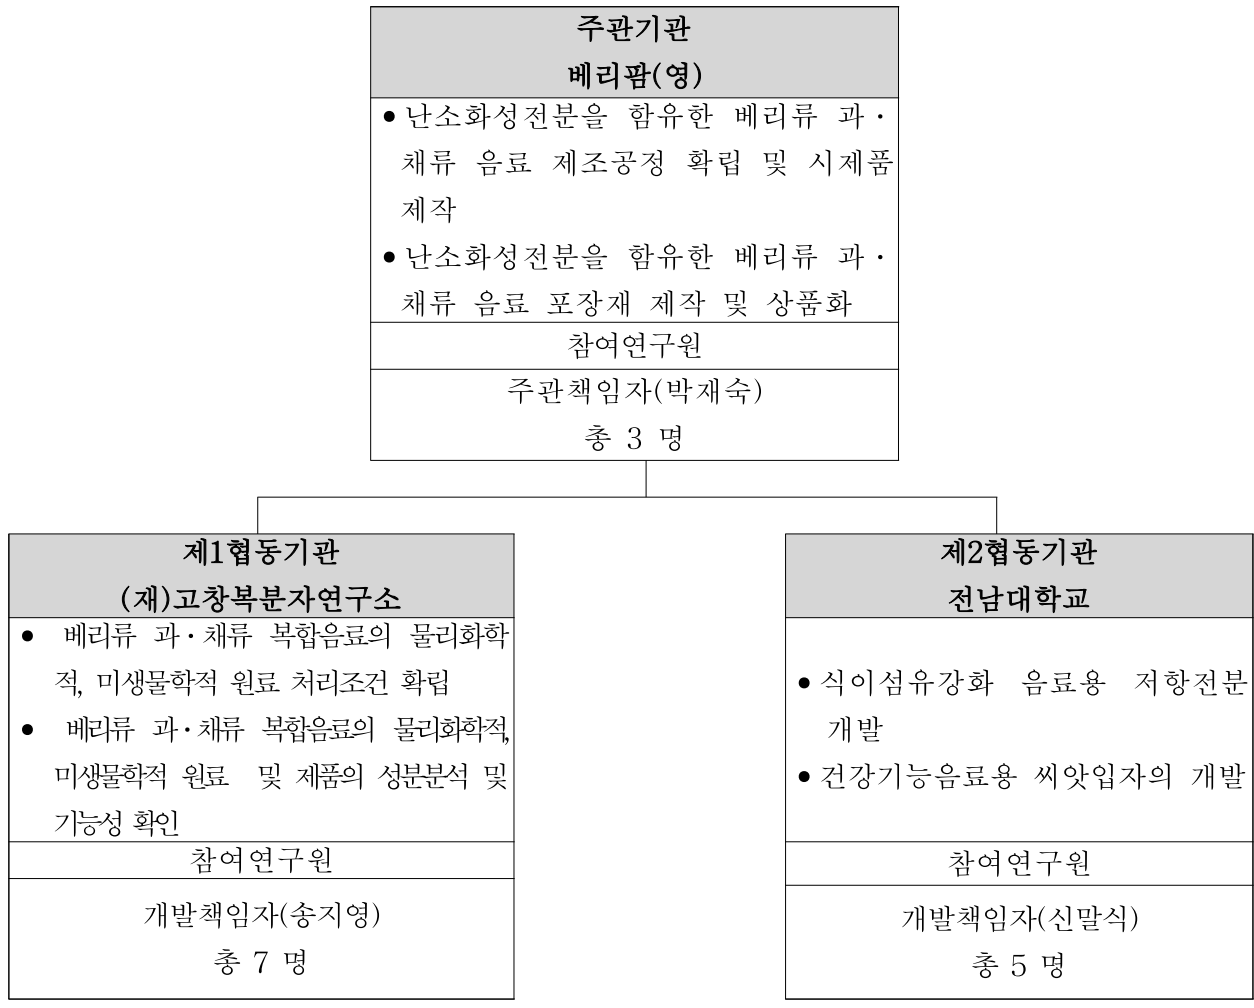 주관기관
베리팜(영)
● 난소화성전분을 함유한 베리류 과·
채류 음료 제조공정 확립 및 시제품
제작
● 난소화성전분을 함유한 베리류 과·
채류 음료 포장재 제작 및 상품화
참여연구원
주관책임자(박재숙)
총 3 명
제1협동기관
(재)고창복분자연구소
● 베리류 과·채류 복합음료의 물리화학
적, 미생물학적 원료 처리조건 확립
● 베리류 과·채류 복합음료의 물리화학적,
미생물학적 원료 및 제품의 성분분석 및
기능성 확인
참여연구원
개발책임자(송지영)
총 7 명
제2협동기관
전남대학교
● 식이섬유강화 음료용 저항전분
개발
● 건강기능음료용 씨앗입자의 개발
참여연구원
개발책임자(신말식)
총 5 명